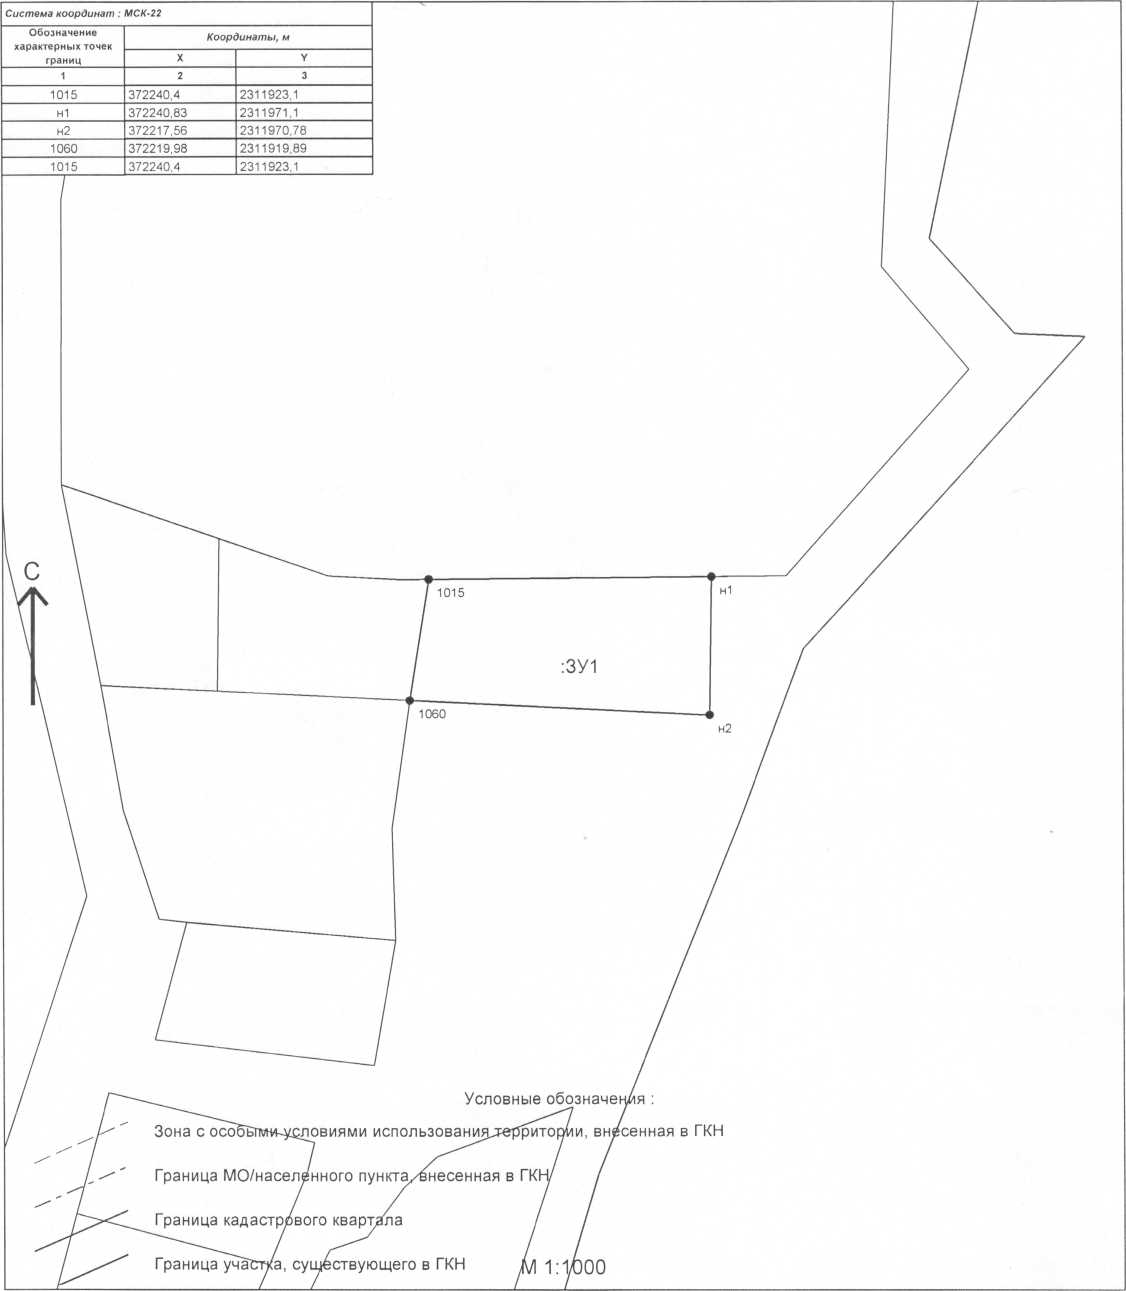 Система координат : МСК-22
Обозначение характерных точек границ
Координаты, м
X Y
1 2 3
1015 372240,4 2311923,1
н1 372240,83 2311971,1
н2 372217,56 2311970,78
1060 372219,98 2311919,89
1015 372240,4 2311923,1
С
1015
н1
:ЗУ1
1060
н2
Условные обозначения :
Зона с особыми условиями использования территории, внесенная в ГКН
Граница МО/населенного пункта, внесенная в ГКН
Граница кадастрового квартала
Граница участка, существующего в ГКН
М 1:1000